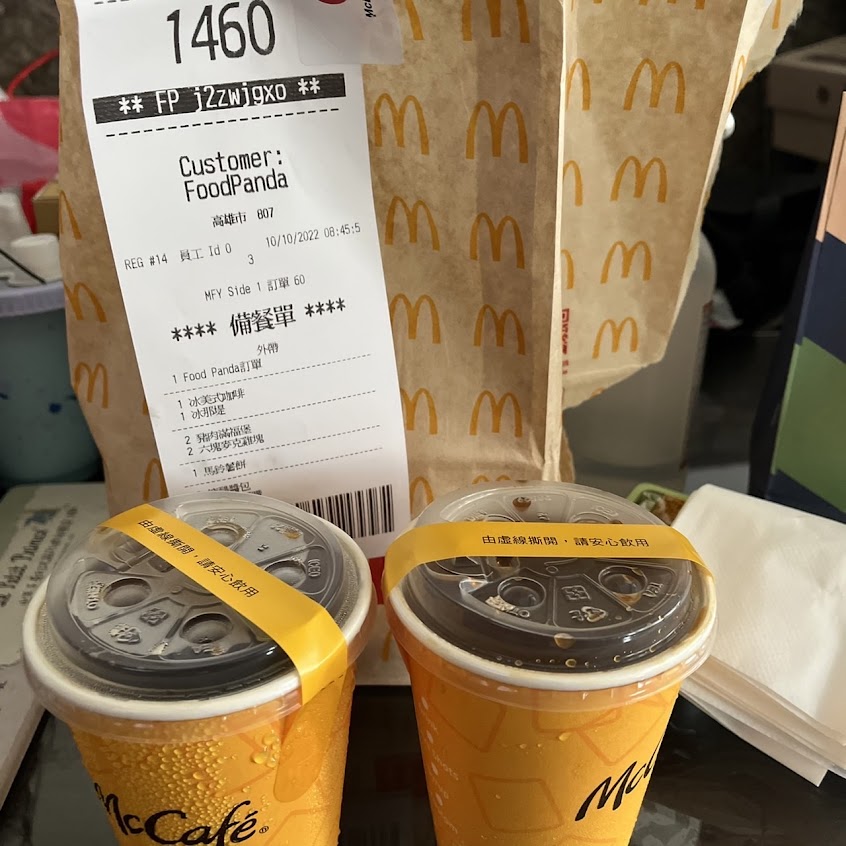 1460
** FP j2zwjgxo **
Customer:
FoodPanda
高雄市 807
REG #14 員工 Id 0 10/10/2022 08:45:5
3
MFY Side 1 訂單 60
**** 備餐單 ****
外帶
1 Food Panda訂單
1 冰美式咖啡
1 冰那堤
2 豬肉滿福堡
2 六塊麥克雞塊
1 馬鈴薯餅
由虛線撕開，請安心飲用
由虛線撕開，請安心飲用
McCafé®